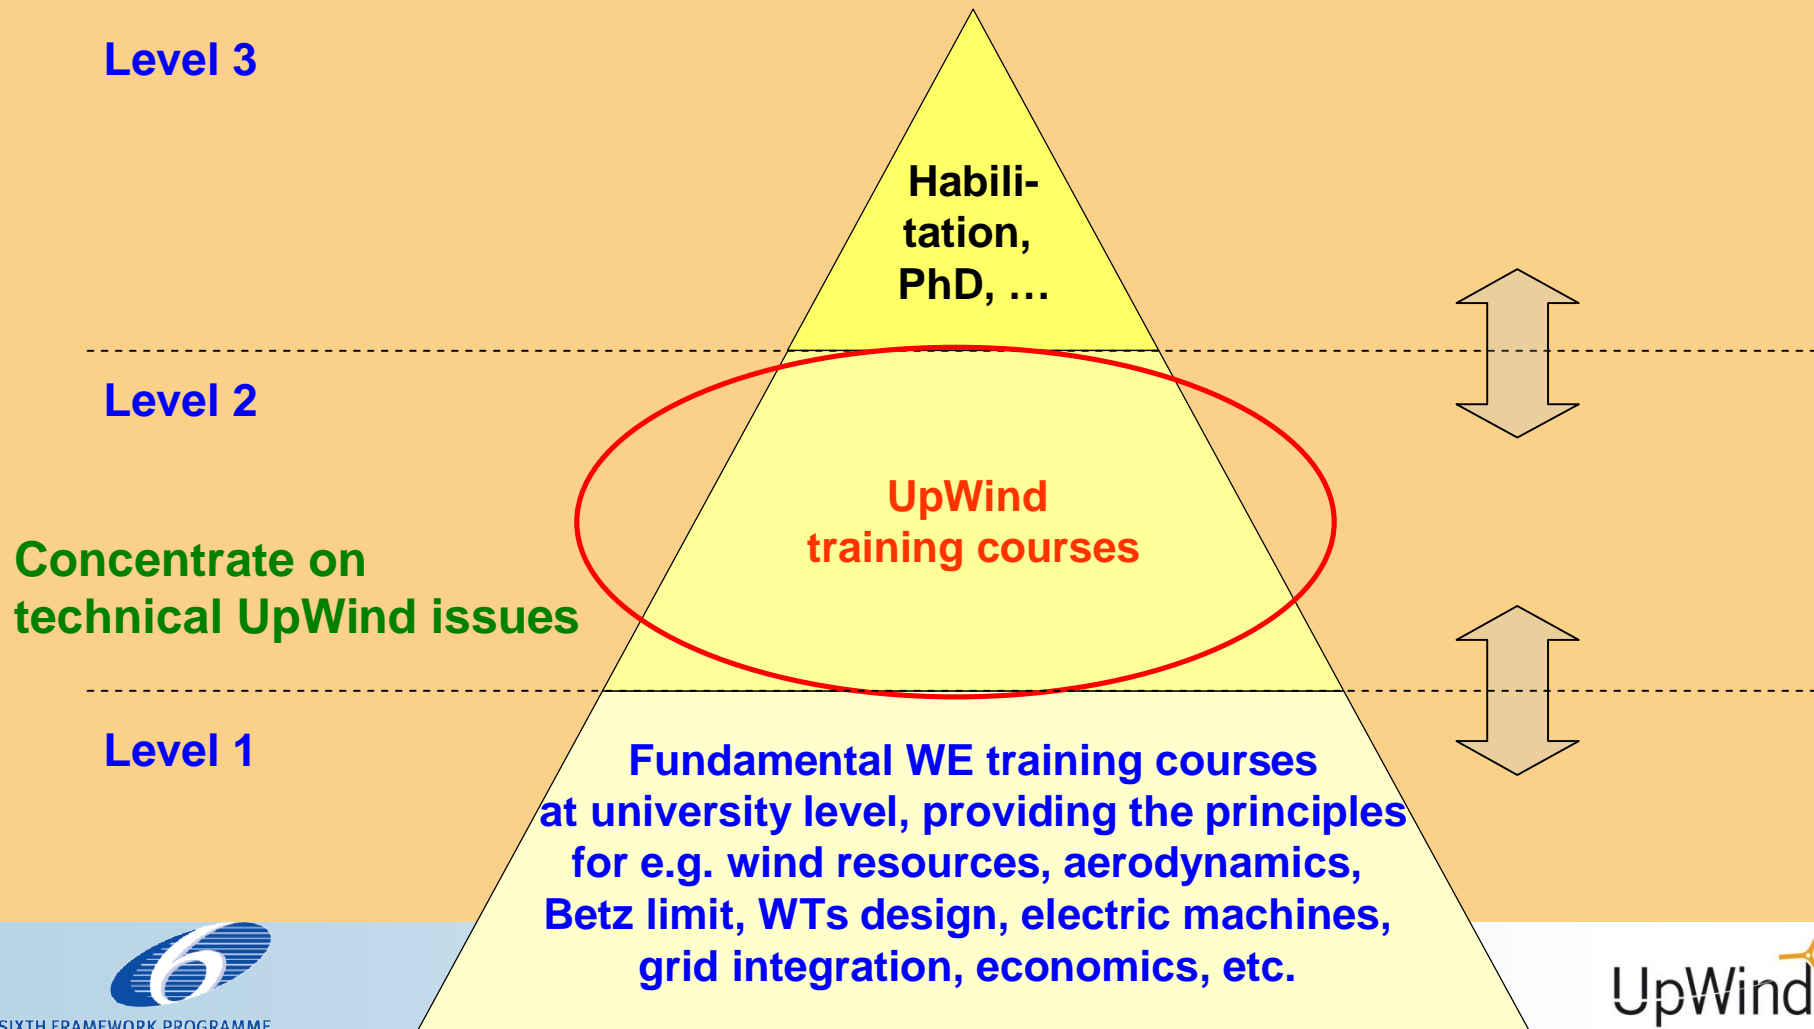 Level 3
Habili-
tation,
PhD, …
Level 2
UpWind
training courses
Concentrate on
technical UpWind issues
Level 1
Fundamental WE training courses
at university level, providing the principles
for e.g. wind resources, aerodynamics,
Betz limit, WTs design, electric machines,
grid integration, economics, etc.
6
SIXTH FRAMEWORK PROGRAMME
UpWind